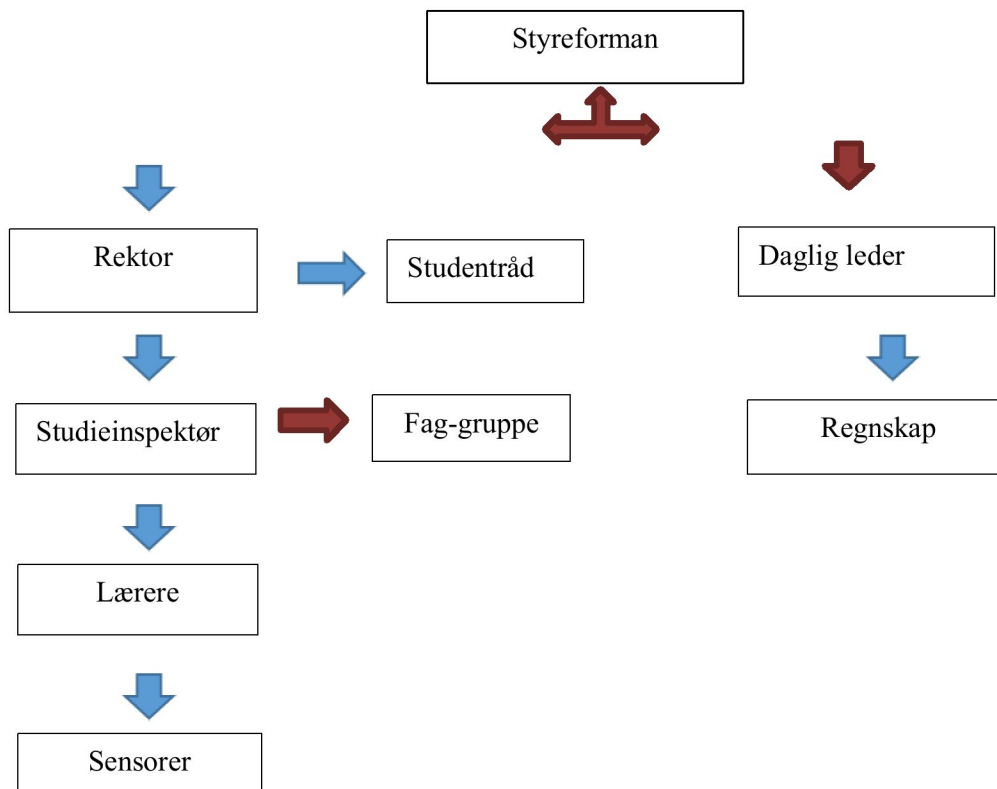 Styreforman
Rektor
Studentråd
Daglig leder
Studieinspektør
Fag-gruppe
Regnskap
Lærere
Sensorer